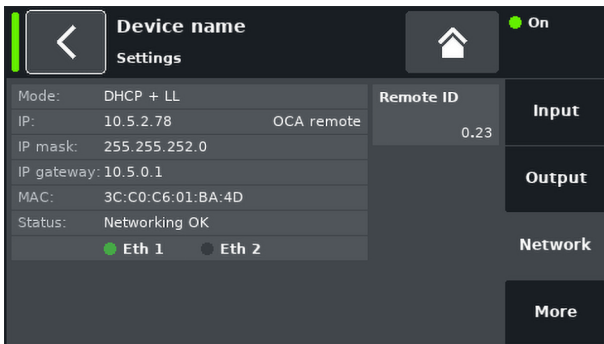 Device name
Settings
On
Mode: DHCP + LL
IP: 10.5.2.78 OCA remote
IP mask: 255.255.252.0
IP gateway: 10.5.0.1
MAC: 3C:C0:C6:01:BA:4D
Status: Networking OK
Eth 1 Eth 2
Remote ID
0.23
Input
Output
Network
More